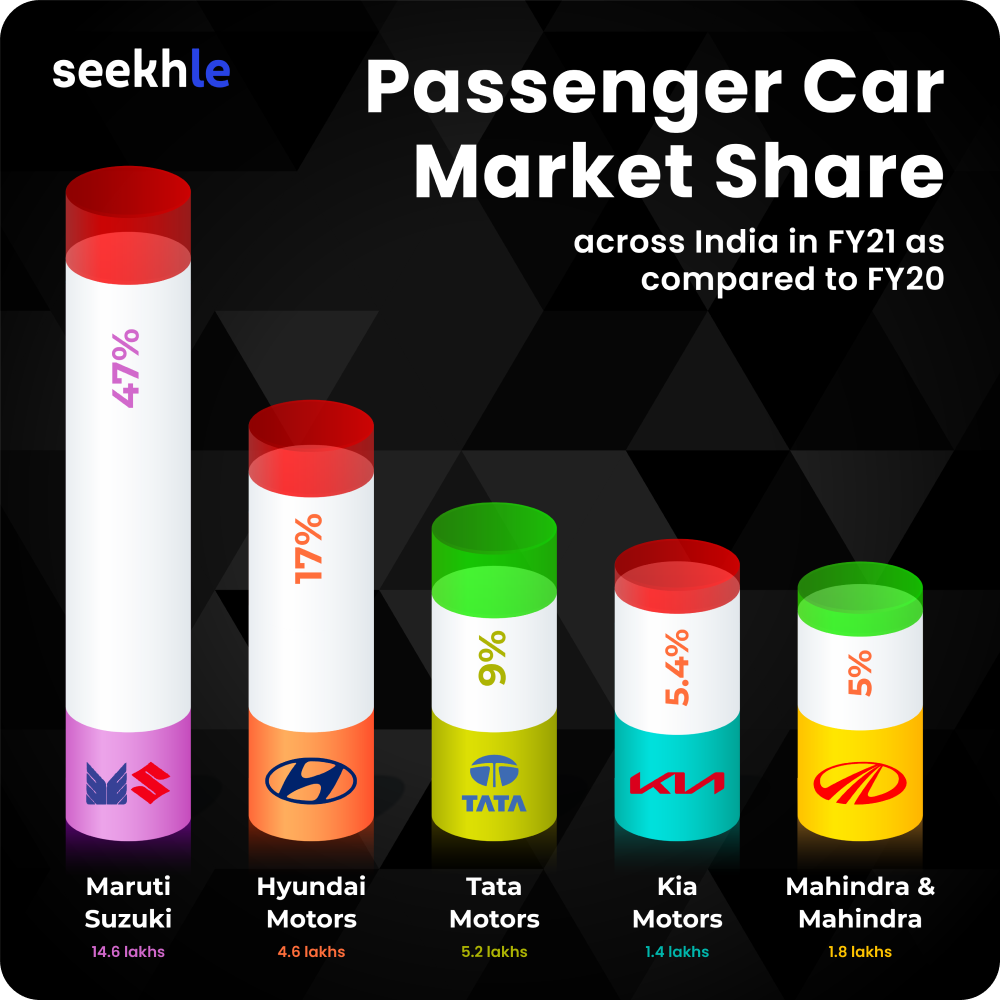 seekhle
Passenger Car
Market Share
across India in FY21 as
compared to FY20
47%
17%
9%
5.4%
5%
TATA
KIA
Maruti
Suzuki
14.6 lakhs
Hyundai
Motors
4.6 lakhs
Tata
Motors
5.2 lakhs
Kia
Motors
1.4 lakhs
Mahindra &
Mahindra
1.8 lakhs